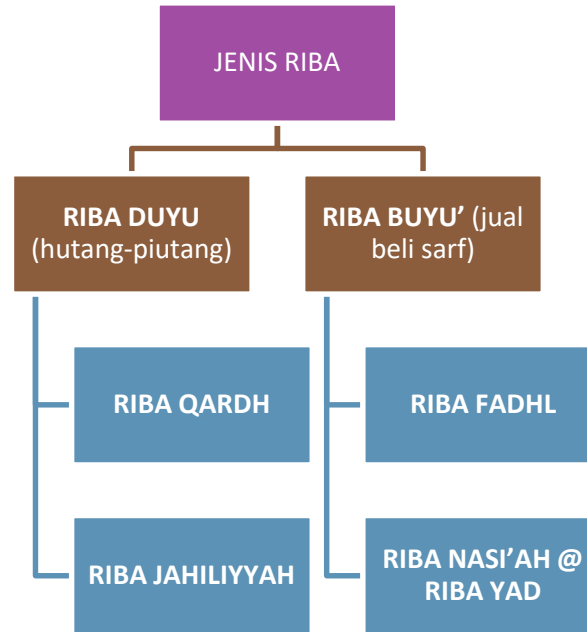 JENIS RIBA
RIBA DUYU
(hutang-piutang)
RIBA BUYU’ (jual
beli sarf)
RIBA QARDH
RIBA FADHL
RIBA JAHILIYYAH
RIBA NASI’AH @
RIBA YAD